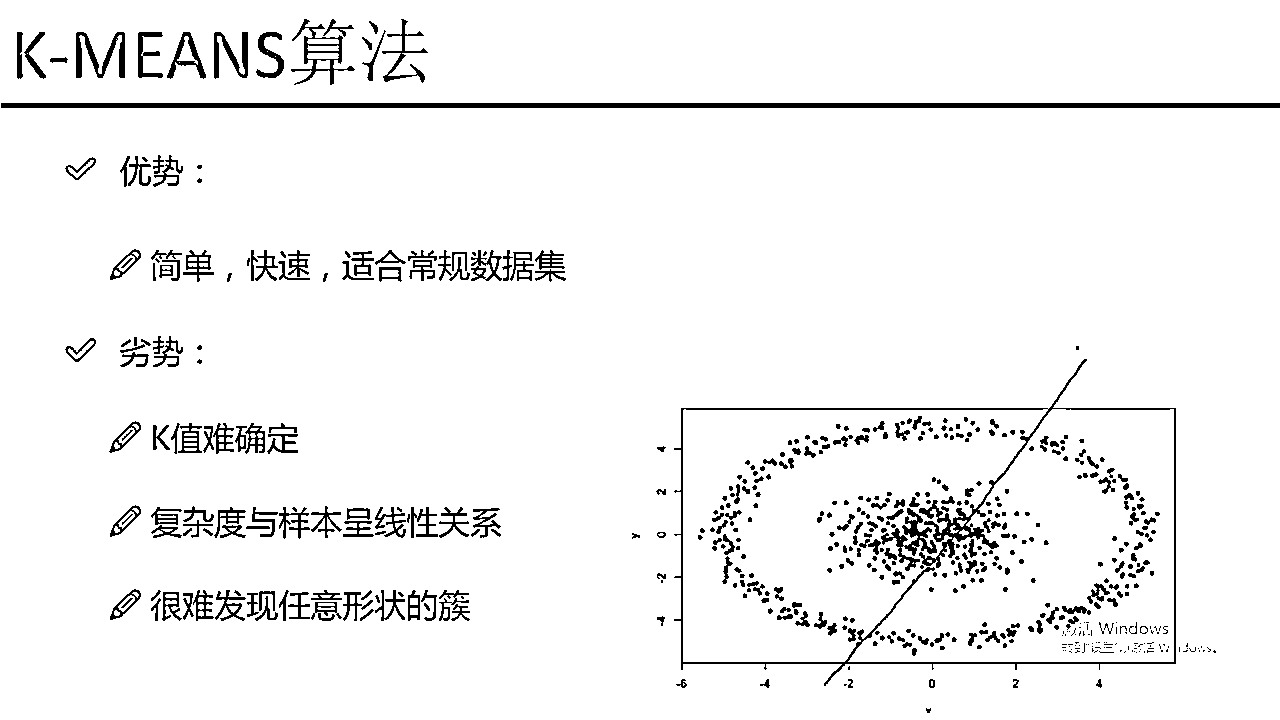 K-MEANS算法
优势：
简单，快速，适合常规数据集
劣势：
K值难确定
复杂度与样本呈线性关系
很难发现任意形状的簇
4
2
0
-2
-4
y
-6
-4
-2
0
2
4
x
激活 Windows